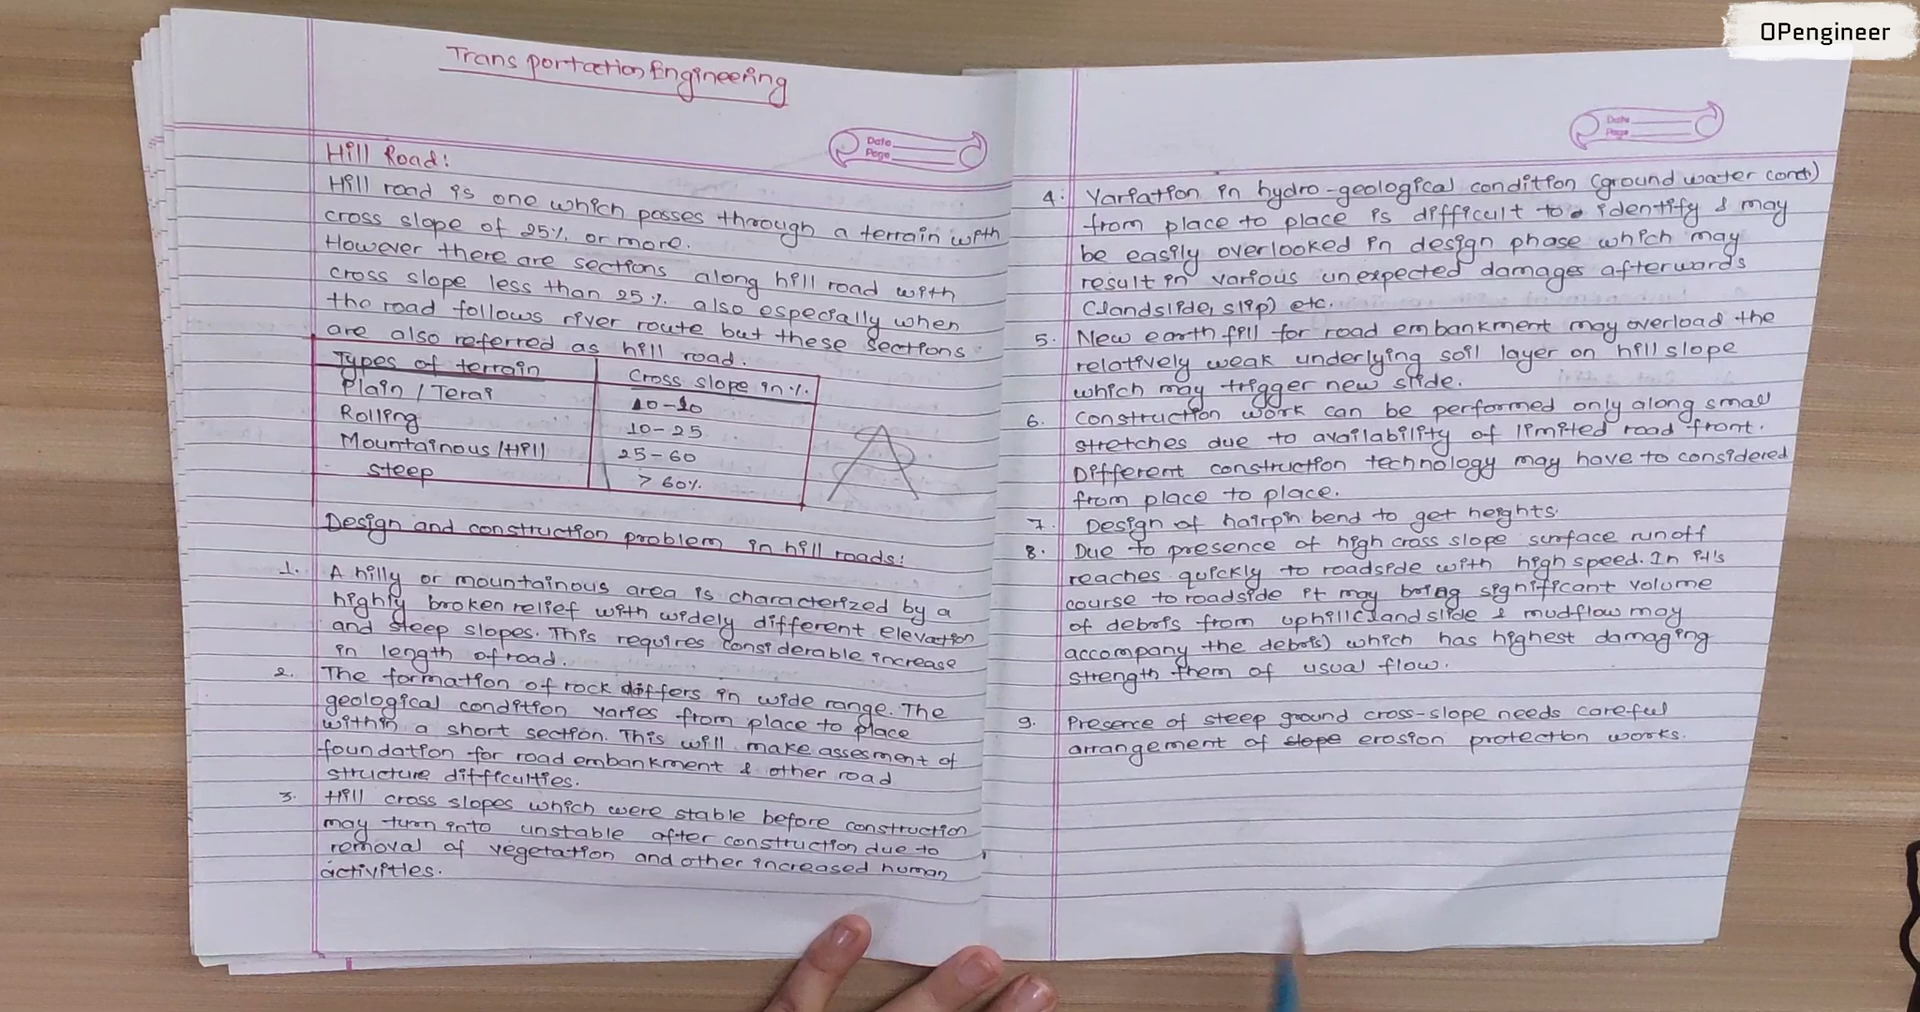 OPengineer
Transportation Engineering
Date
Page
Hill Road:
Hill road is one which passes through a terrain with
cross slope of 25% or more.
However there are sections along hill road with
cross slope less than 25% also especially when
the road follows river route but these sections
are also referred as hill road.
Types of terrain Cross slope in %.
Plain / Terai 10-10
Rolling 10-25
Mountainous / Hill 25-60
steep > 60%
Design and construction problem in hill roads:
1. A hilly or mountainous area is characterized by a
highly broken relief with widely different elevation
and steep slopes. This requires considerable increase
in length of road.
2. The formation of rock differs in wide range. The
geological condition varies from place to place
within a short section. This will make assesment of
foundation for road embankment & other road
structure difficulties.
3. Hill cross slopes which were stable before construction
may turn into unstable after construction due to
removal of vegetation and other increased human
activities.
Date
Page
4. Variation in hydro-geological condition (ground water cont)
from place to place is difficult to identify & may
be easily overlooked in design phase which may
result in various unexpected damages afterwards
(landslide, slip) etc.
5. New earth fill for road embankment may overload the
relatively weak underlying soil layer on hill slope
which may trigger new slide.
6. Construction work can be performed only along small
stretches due to availability of limited road front.
Different construction technology may have to considered
from place to place.
7. Design of hairpin bend to get heights.
8. Due to presence of high cross slope surface runoff
reaches quickly to roadside with high speed. In it's
course to roadside it may bring significant volume
of debris from uphill (landslide & mudflow may
accompany the debris) which has highest damaging
strength them of usual flow.
9. Presence of steep ground cross-slope needs careful
arrangement of slope erosion protection works.